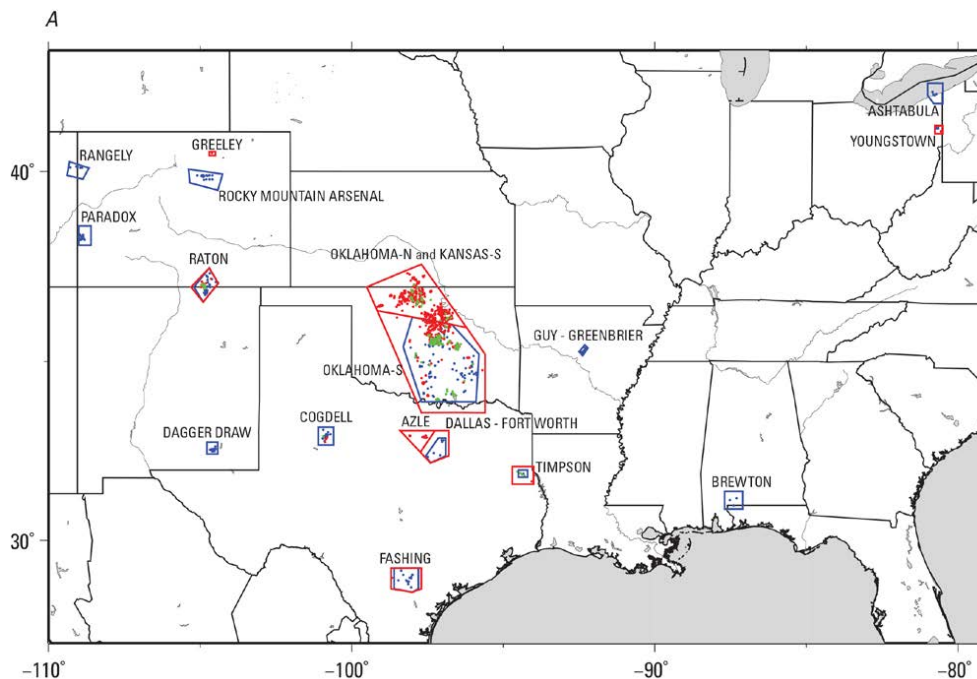 A
ASHTABULA
YOUNGSTOWN
GREELEY
RANGELY
40°
ROCKY MOUNTAIN ARSENAL
PARADOX
RATON
OKLAHOMA-N and KANSAS-S
GUY - GREENBRIER
OKLAHOMA-S
COGDELL
AZLE
DALLAS - FORT WORTH
DAGGER DRAW
TIMPSON
BREWTON
30°
FASHING
−110°
−100°
−90°
−80°